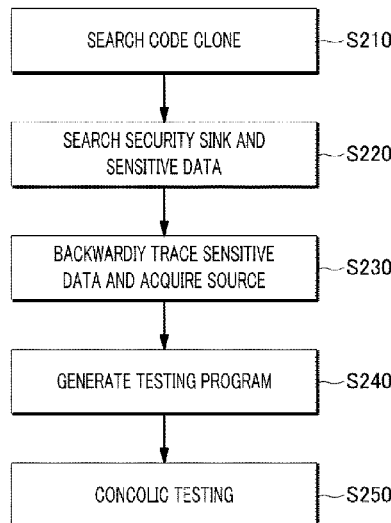 SEARCH CODE CLONE
S210
SEARCH SECURITY SINK AND
SENSITIVE DATA
S220
BACKWARDIY TRACE SENSITIVE
DATA AND ACQUIRE SOURCE
S230
GENERATE TESTING PROGRAM
S240
CONCOLIC TESTING
S250